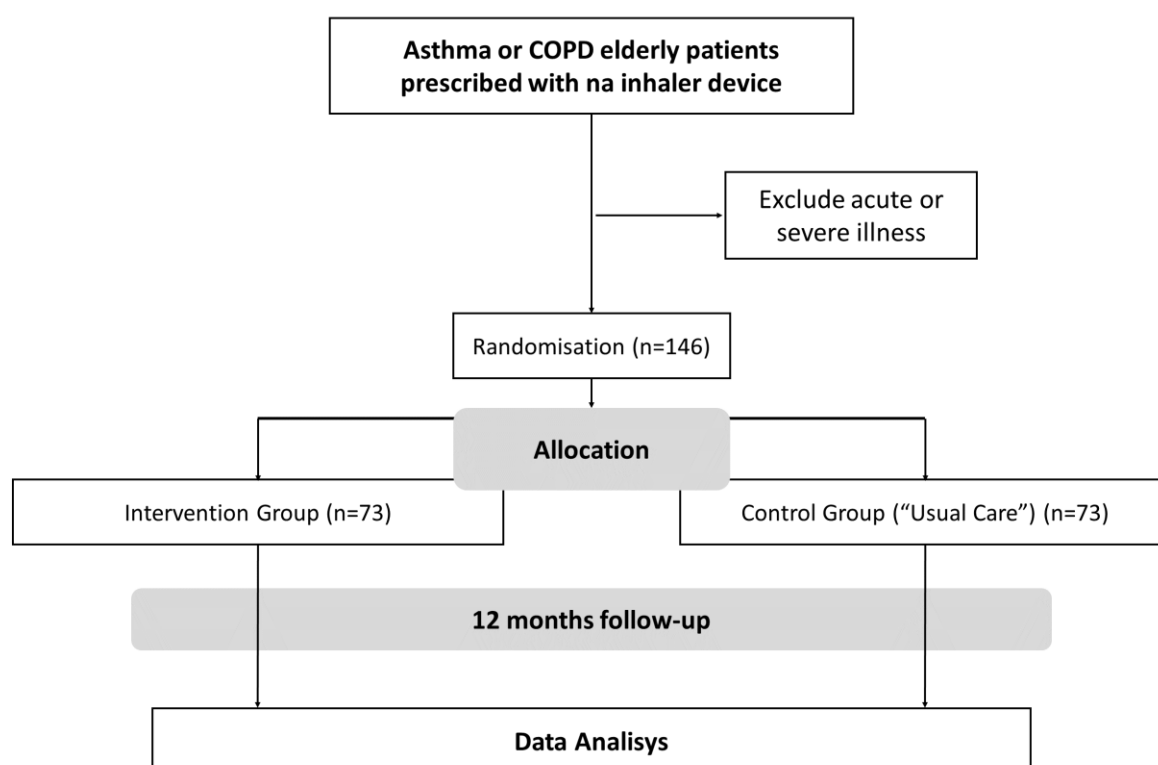 Asthma or COPD elderly patients
prescribed with na inhaler device
Exclude acute or
severe illness
Randomisation (n=146)
Allocation
Intervention Group (n=73)
Control Group (“Usual Care”) (n=73)
12 months follow-up
Data Analisys